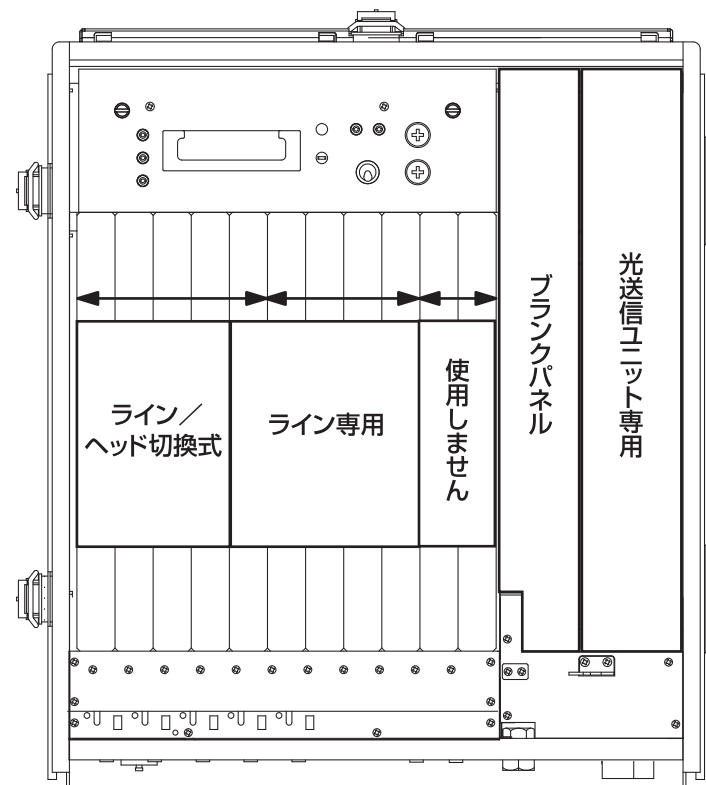 ライン／
ヘッド切換式
ライン専用
使用しません
ブランクパネル
光送信ユニット専用